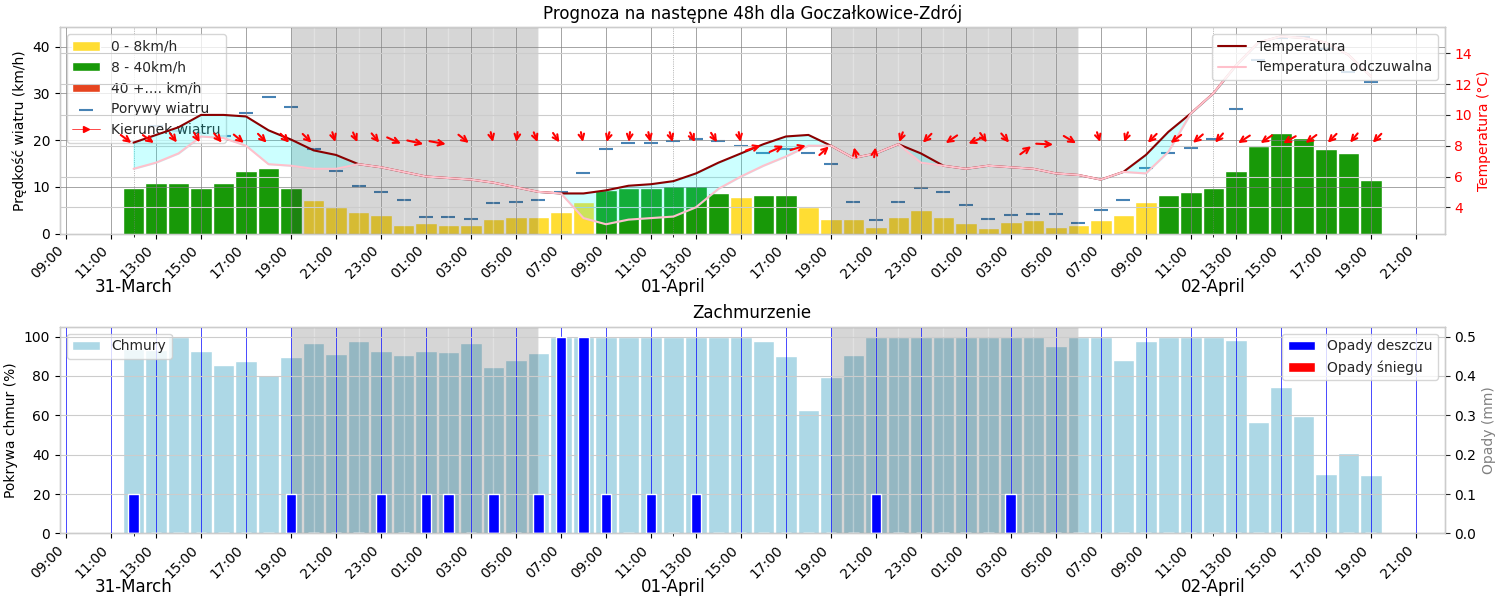 Prognoza na następne 48h dla Goczałkowice-Zdrój
Prędkość wiatru (km/h)
40
30
20
10
0
0 - 8km/h
8 - 40km/h
40 +.... km/h
Porywy wiatru
Kierunek wiatru
Temperatura
Temperatura odczuwalna
14
12
10
8
6
4
Temperatura (°C)
09:00 11:00 13:00 15:00 17:00 19:00 21:00 23:00 01:00 03:00 05:00 07:00 09:00 11:00 13:00 15:00 17:00 19:00 21:00 23:00 01:00 03:00 05:00 07:00 09:00 11:00 13:00 15:00 17:00 19:00 21:00
31-March 01-April 02-April
Zachmurzenie
Pokrywa chmur (%)
100
80
60
40
20
0
Chmury
Opady deszczu
Opady śniegu
0.5
0.4
0.3
0.2
0.1
0.0
Opady (mm)
09:00 11:00 13:00 15:00 17:00 19:00 21:00 23:00 01:00 03:00 05:00 07:00 09:00 11:00 13:00 15:00 17:00 19:00 21:00 23:00 01:00 03:00 05:00 07:00 09:00 11:00 13:00 15:00 17:00 19:00 21:00
31-March 01-April 02-April